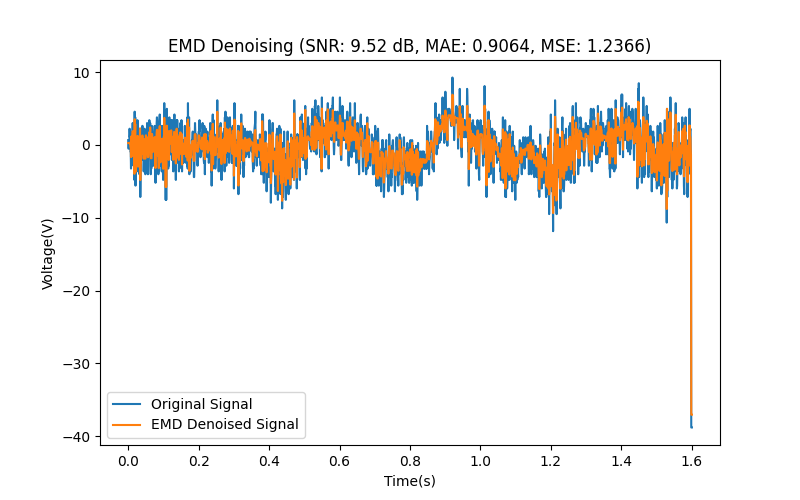 EMD Denoising (SNR: 9.52 dB, MAE: 0.9064, MSE: 1.2366)
10
0
−10
−20
−30
−40
Voltage(V)
Original Signal
EMD Denoised Signal
0.0 0.2 0.4 0.6 0.8 1.0 1.2 1.4 1.6
Time(s)